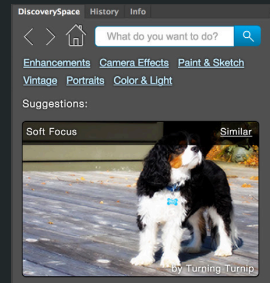 DiscoverySpace History Info
What do you want to do?
Enhancements Camera Effects Paint & Sketch
Vintage Portraits Color & Light
Suggestions:
Soft Focus Similar
by Turning Turnip